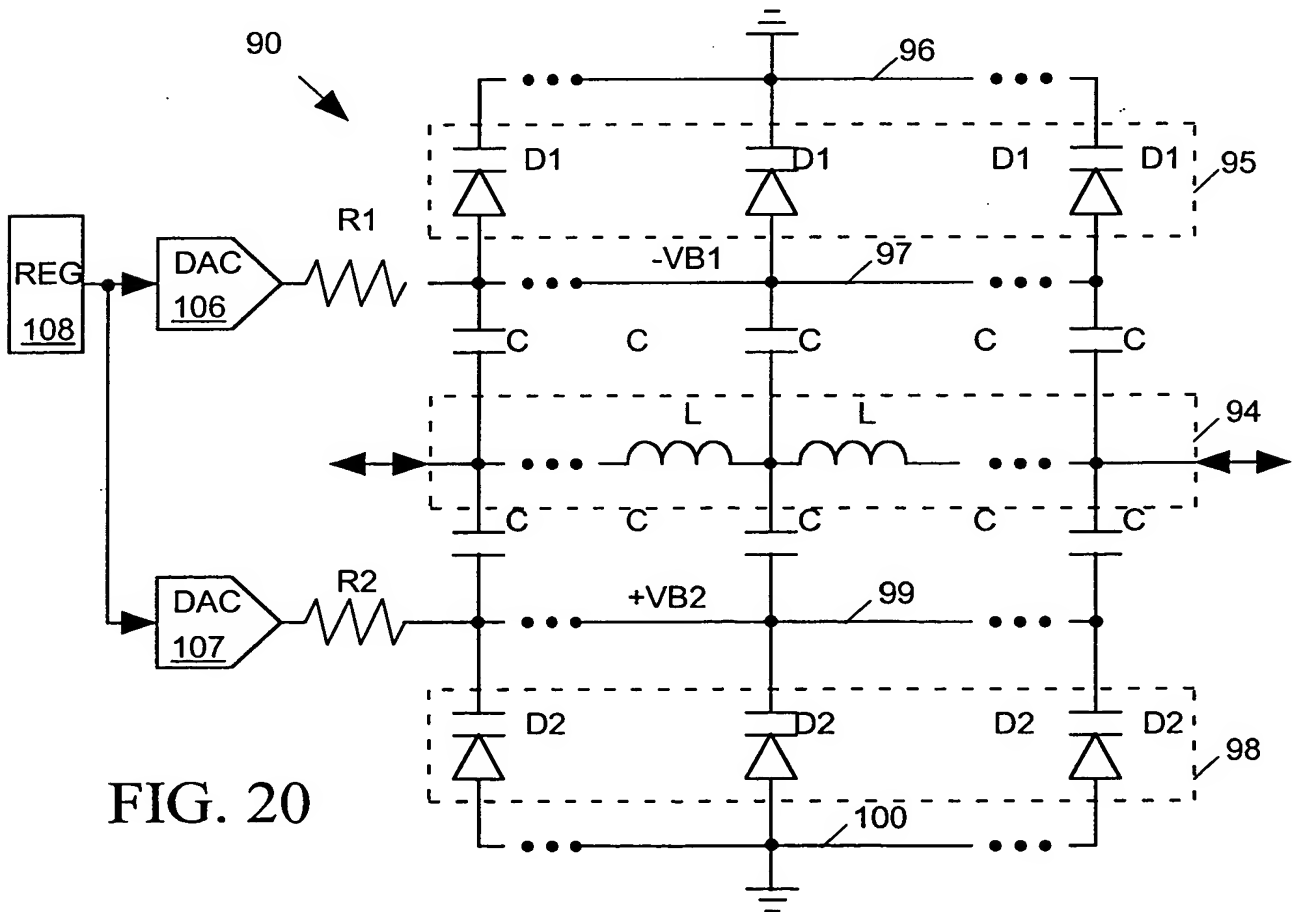 90
96
D1 D1 D1 D1
95
R1
REG
108
DAC
106
-VB1
97
C C C C C
L L
94
C C C C C
DAC
107
R2
+VB2
99
D2 D2 D2 D2
98
FIG. 20
100